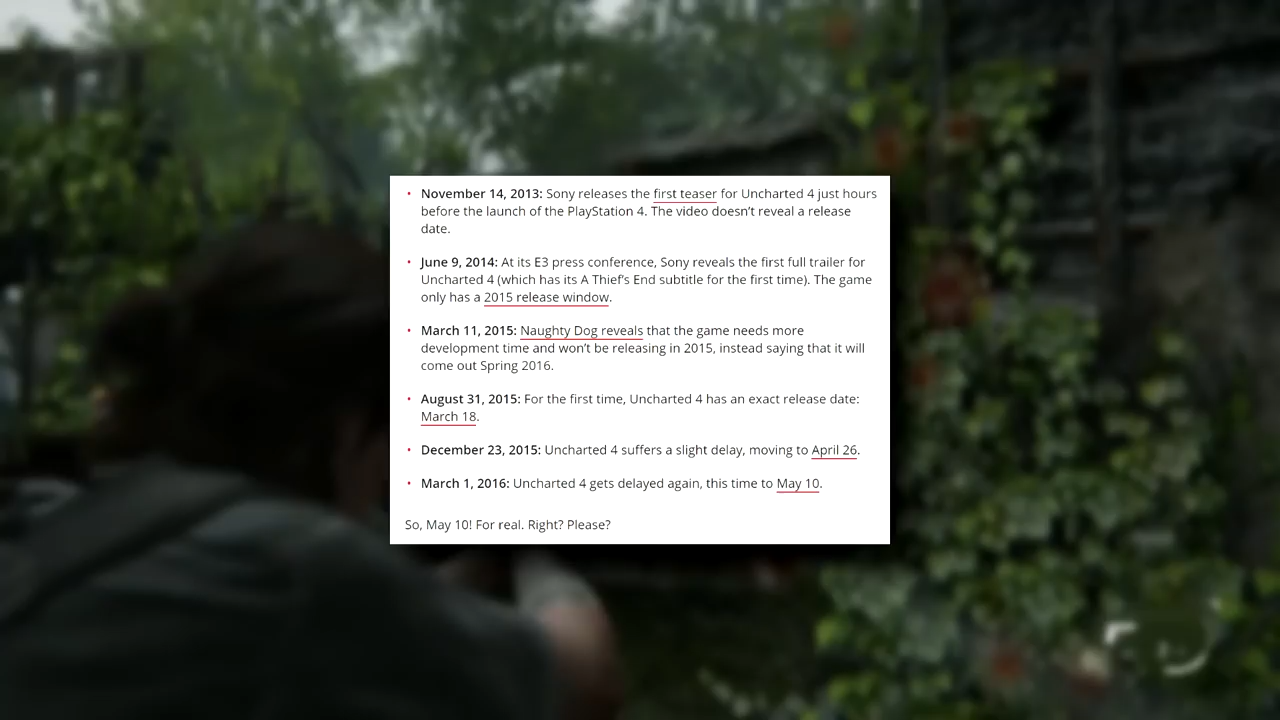 • November 14, 2013: Sony releases the first teaser for Uncharted 4 just hours
before the launch of the PlayStation 4. The video doesn’t reveal a release
date.
• June 9, 2014: At its E3 press conference, Sony reveals the first full trailer for
Uncharted 4 (which has its A Thief’s End subtitle for the first time). The game
only has a 2015 release window.
• March 11, 2015: Naughty Dog reveals that the game needs more
development time and won’t be releasing in 2015, instead saying that it will
come out Spring 2016.
• August 31, 2015: For the first time, Uncharted 4 has an exact release date:
March 18.
• December 23, 2015: Uncharted 4 suffers a slight delay, moving to April 26.
• March 1, 2016: Uncharted 4 gets delayed again, this time to May 10.
So, May 10! For real. Right? Please?